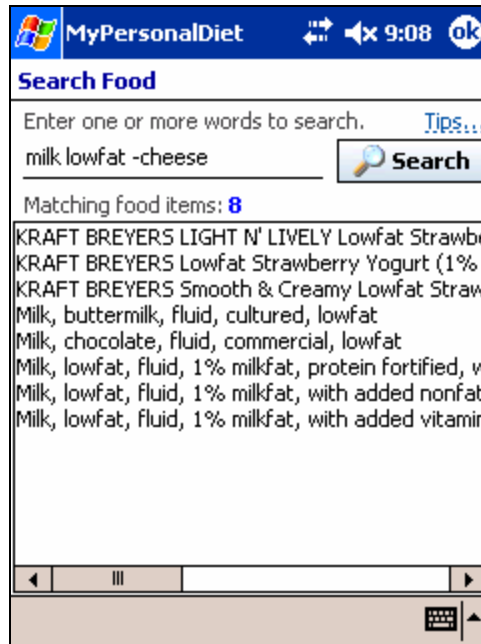 MyPersonalDiet 9:08 ok
Search Food
Enter one or more words to search. Tips...
milk lowfat -cheese Search
Matching food items: 8
KRAFT BREYERS LIGHT N' LIVELY Lowfat Strawbe
KRAFT BREYERS Lowfat Strawberry Yogurt (1%
KRAFT BREYERS Smooth & Creamy Lowfat Straw
Milk, buttermilk, fluid, cultured, lowfat
Milk, chocolate, fluid, commercial, lowfat
Milk, lowfat, fluid, 1% milkfat, protein fortified, w
Milk, lowfat, fluid, 1% milkfat, with added nonfat
Milk, lowfat, fluid, 1% milkfat, with added vitamin